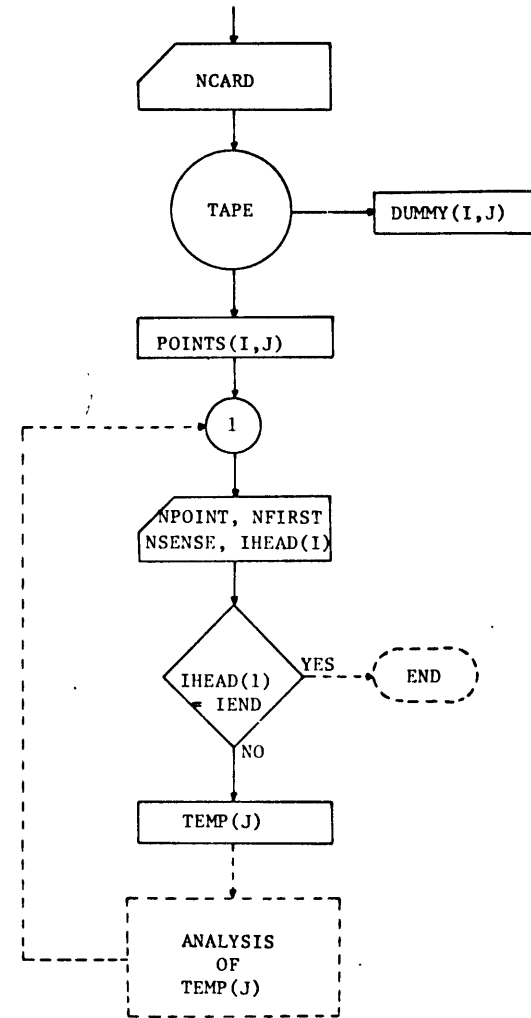 NCARD
TAPE
DUMMY(I,J)
POINTS(I,J)
1
NPOINT, NFIRST
NSENSE, IHEAD(I)
IHEAD(1)
= IEND
YES
END
NO
TEMP(J)
ANALYSIS
OF
TEMP(J)